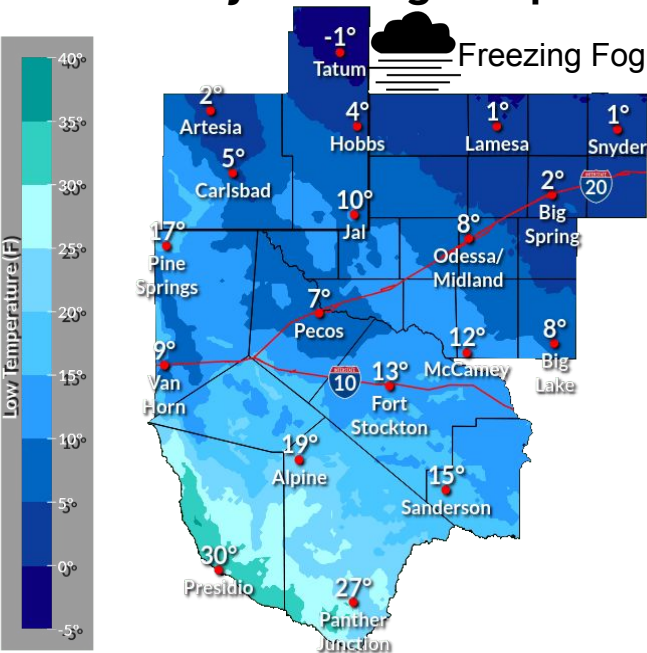 Freezing Fog
-1°
Tatum
2°
Artesia
4°
Hobbs
1°
Lamesa
1°
Snyder
5°
Carlsbad
10°
Jal
2°
Big
Spring
20
17°
Pine
Springs
8°
Odessa/
Midland
7°
Pecos
12°
McCamey
8°
Big
Lake
9°
Van
Horn
10
13°
Fort
Stockton
19°
Alpine
15°
Sanderson
30°
Presidio
27°
Panther
Junction
Low Temperature (F)
40°
35°
30°
25°
20°
15°
10°
5°
0°
-5°